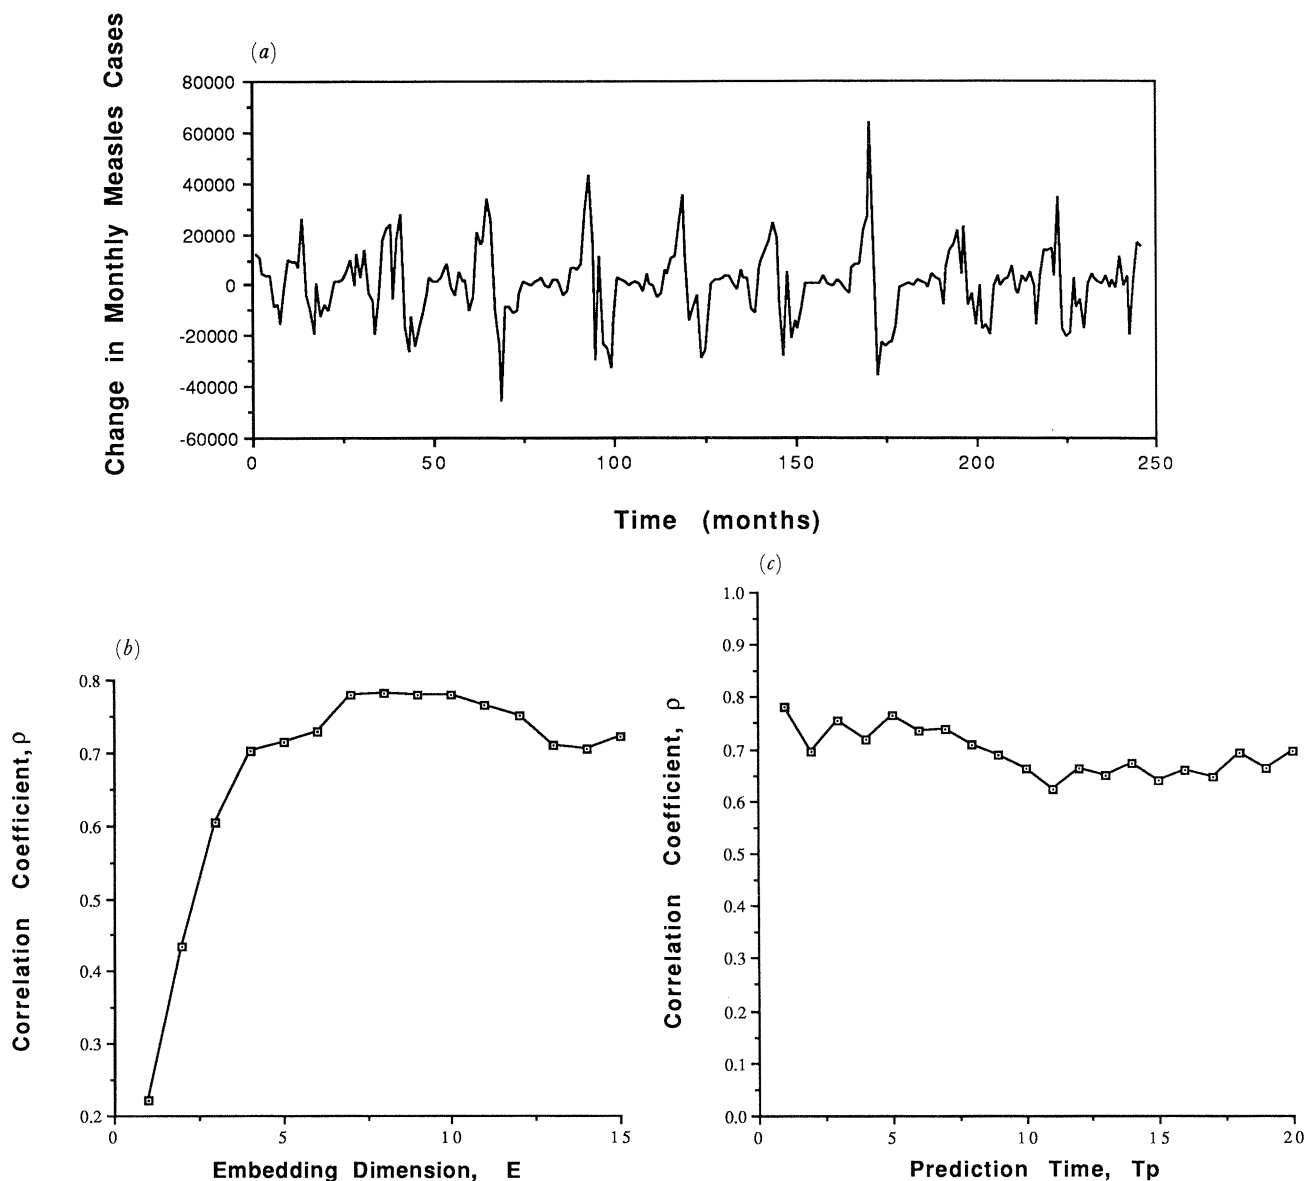 (a)
Change in Monthly Measles Cases
80000
60000
40000
20000
0
-20000
-40000
-60000
0 50 100 150 200 250
Time (months)
(b)
Correlation Coefficient, ρ
0.8
0.7
0.6
0.5
0.4
0.3
0.2
0 5 10 15
Embedding Dimension, E
(c)
Correlation Coefficient, ρ
1.0
0.9
0.8
0.7
0.6
0.5
0.4
0.3
0.2
0.1
0.0
0 5 10 15 20
Prediction Time, Tp